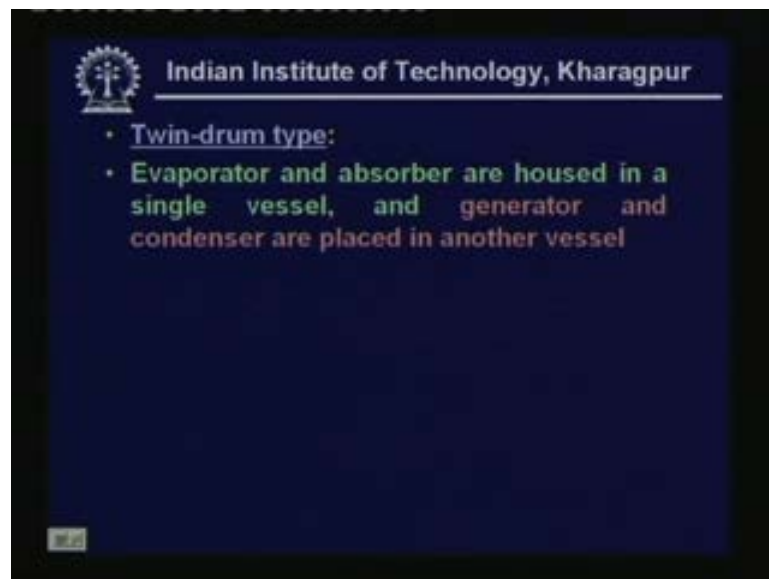 Indian Institute of Technology, Kharagpur
• Twin-drum type:
• Evaporator and absorber are housed in a
single vessel, and generator and
condenser are placed in another vessel